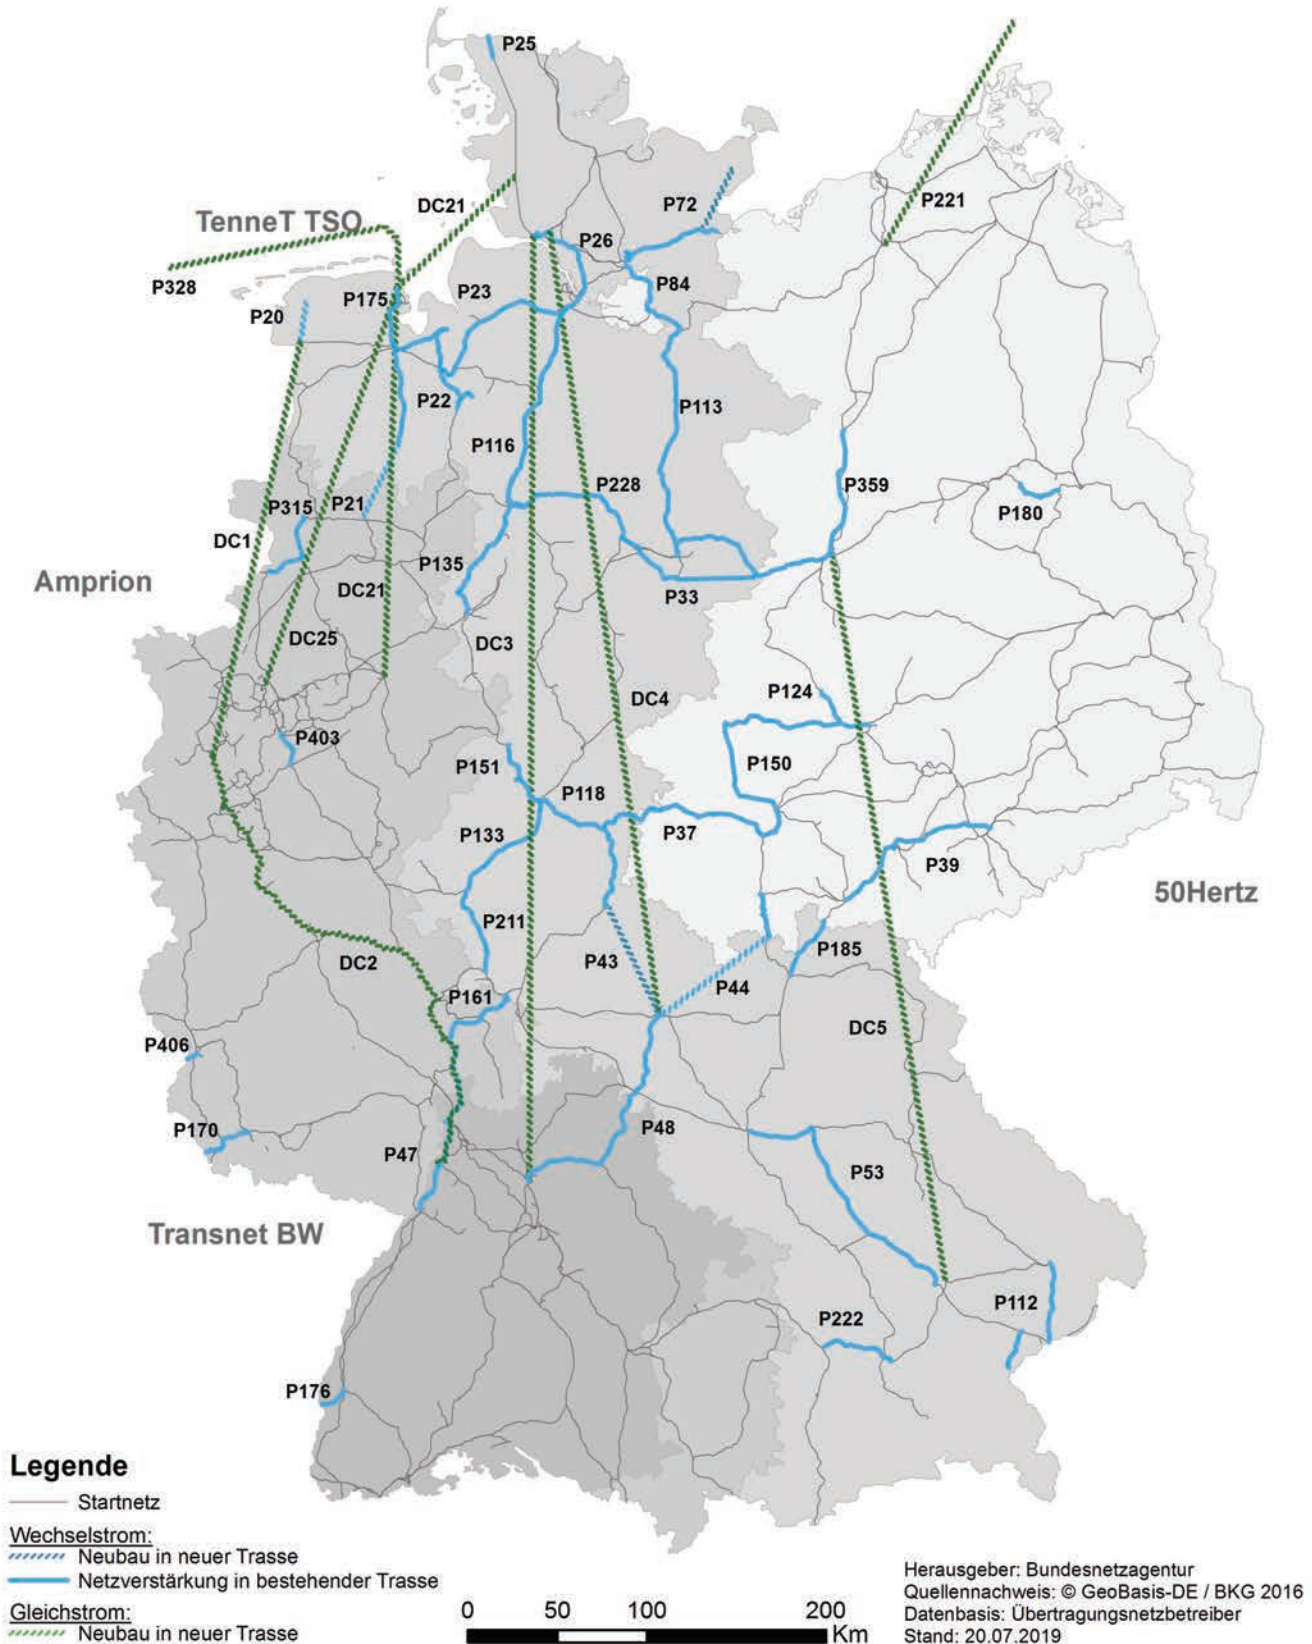 P25
DC21
P72
P221
TenneT TSO
P26
P328
P175
P23
P84
P20
P22
P113
P116
P228
P359
P315
P21
P180
DC1
P135
Amprion
DC21
P33
DC25
DC3
P124
DC4
P403
P151
P118
P150
P133
P37
P39
50Hertz
P211
P185
DC2
P43
P44
P161
DC5
P406
P170
P48
P47
P53
Transnet BW
P112
P222
P176
Legende
Startnetz
Wechselstrom:
Neubau in neuer Trasse
Netzverstärkung in bestehender Trasse
Gleichstrom:
Neubau in neuer Trasse
0 50 100 200
Km
Herausgeber: Bundesnetzagentur
Quellennachweis: © GeoBasis-DE / BKG 2016
Datenbasis: Übertragungsnetzbetreiber
Stand: 20.07.2019